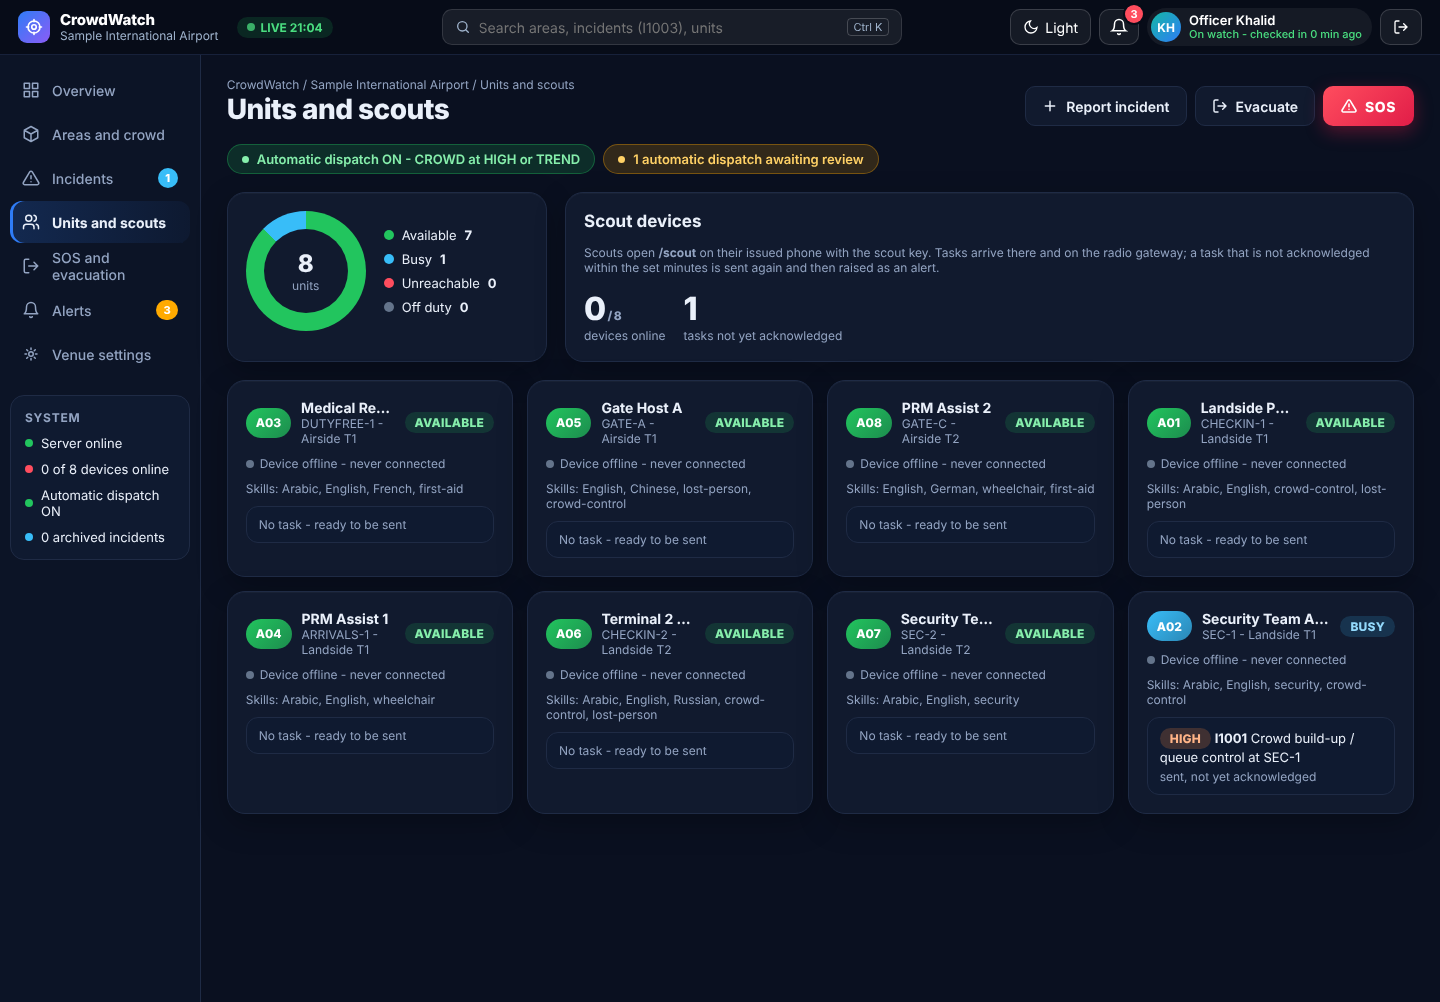 CrowdWatch
Sample International Airport
LIVE 21:04
Search areas, incidents (I1003), units
Ctrl K
Light
3
KH
Officer Khalid
On watch - checked in 0 min ago
Overview
Areas and crowd
Incidents
1
Units and scouts
SOS and
evacuation
Alerts
3
Venue settings
SYSTEM
Server online
0 of 8 devices online
Automatic dispatch
ON
0 archived incidents
CrowdWatch / Sample International Airport / Units and scouts
Units and scouts
Report incident
Evacuate
SOS
Automatic dispatch ON - CROWD at HIGH or TREND
1 automatic dispatch awaiting review
8
units
Available 7
Busy 1
Unreachable 0
Off duty 0
Scout devices
Scouts open /scout on their issued phone with the scout key. Tasks arrive there and on the radio gateway; a task that is not acknowledged
within the set minutes is sent again and then raised as an alert.
0/8
devices online
1
tasks not yet acknowledged
A03
Medical Re...
DUTYFREE-1 -
Airside T1
AVAILABLE
Device offline - never connected
Skills: Arabic, English, French, first-aid
No task - ready to be sent
A05
Gate Host A
GATE-A -
Airside T1
AVAILABLE
Device offline - never connected
Skills: English, Chinese, lost-person,
crowd-control
No task - ready to be sent
A08
PRM Assist 2
GATE-C -
Airside T2
AVAILABLE
Device offline - never connected
Skills: English, German, wheelchair, first-aid
No task - ready to be sent
A01
Landside P...
CHECKIN-1 -
Landside T1
AVAILABLE
Device offline - never connected
Skills: Arabic, English, crowd-control, lost-
person
No task - ready to be sent
A04
PRM Assist 1
ARRIVALS-1 -
Landside T1
AVAILABLE
Device offline - never connected
Skills: Arabic, English, wheelchair
No task - ready to be sent
A06
Terminal 2 ...
CHECKIN-2 -
Landside T2
AVAILABLE
Device offline - never connected
Skills: Arabic, English, Russian, crowd-
control, lost-person
No task - ready to be sent
A07
Security Te...
SEC-2 -
Landside T2
AVAILABLE
Device offline - never connected
Skills: Arabic, English, security
No task - ready to be sent
A02
Security Team A...
SEC-1 - Landside T1
BUSY
Device offline - never connected
Skills: Arabic, English, security, crowd-
control
HIGH I1001 Crowd build-up /
queue control at SEC-1
sent, not yet acknowledged